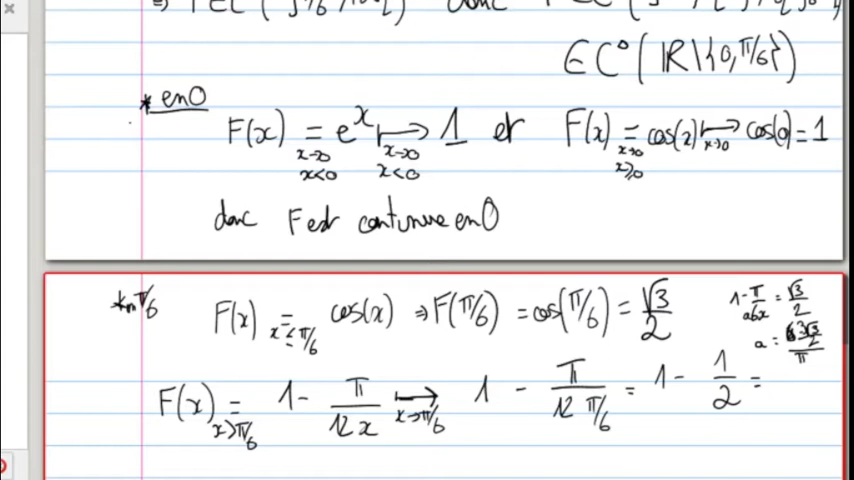 donc
∈ C°(ℝ\{0, π/6})
* en 0
F(x) = e^x ⟼ 1 et F(x) = cos(x) ⟼ cos(0) = 1
x→0 x→0 x→0 x→0
x<0 x<0 x≥0
donc F est continue en 0
* en π/6 F(x) = cos(x) ⇒ F(π/6) = cos(π/6) = √3/2
x ≤ π/6
1 - π/a6x = √3/2
a =
F(x) = 1 - π/12x ⟼ 1 - π/(12 π/6) = 1 - 1/2 =
x>π/6 x→π/6